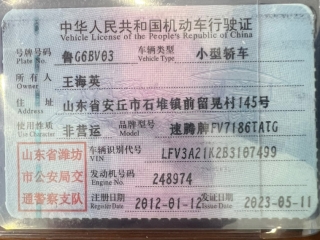 中华人民共和国机动车行驶证
Vehicle License of the People's Republic of China
号牌号码 鲁G6BV03 车辆类型 小型轿车
Plate No. Vehicle Type
所有人 王海英
Owner
住址 山东省安丘市石堆镇前留晃村145号
Address
使用性质 非营运 品牌型号 速腾牌FV7186TATG
Use Character Model
山东省潍坊
市公安局交
通警察支队
车辆识别代号 LFV3A21K2B3107499
VIN
发动机号码 248974
Engine No.
注册日期 2012-01-12 发证日期 2023-05-11
Register Date Issue Date